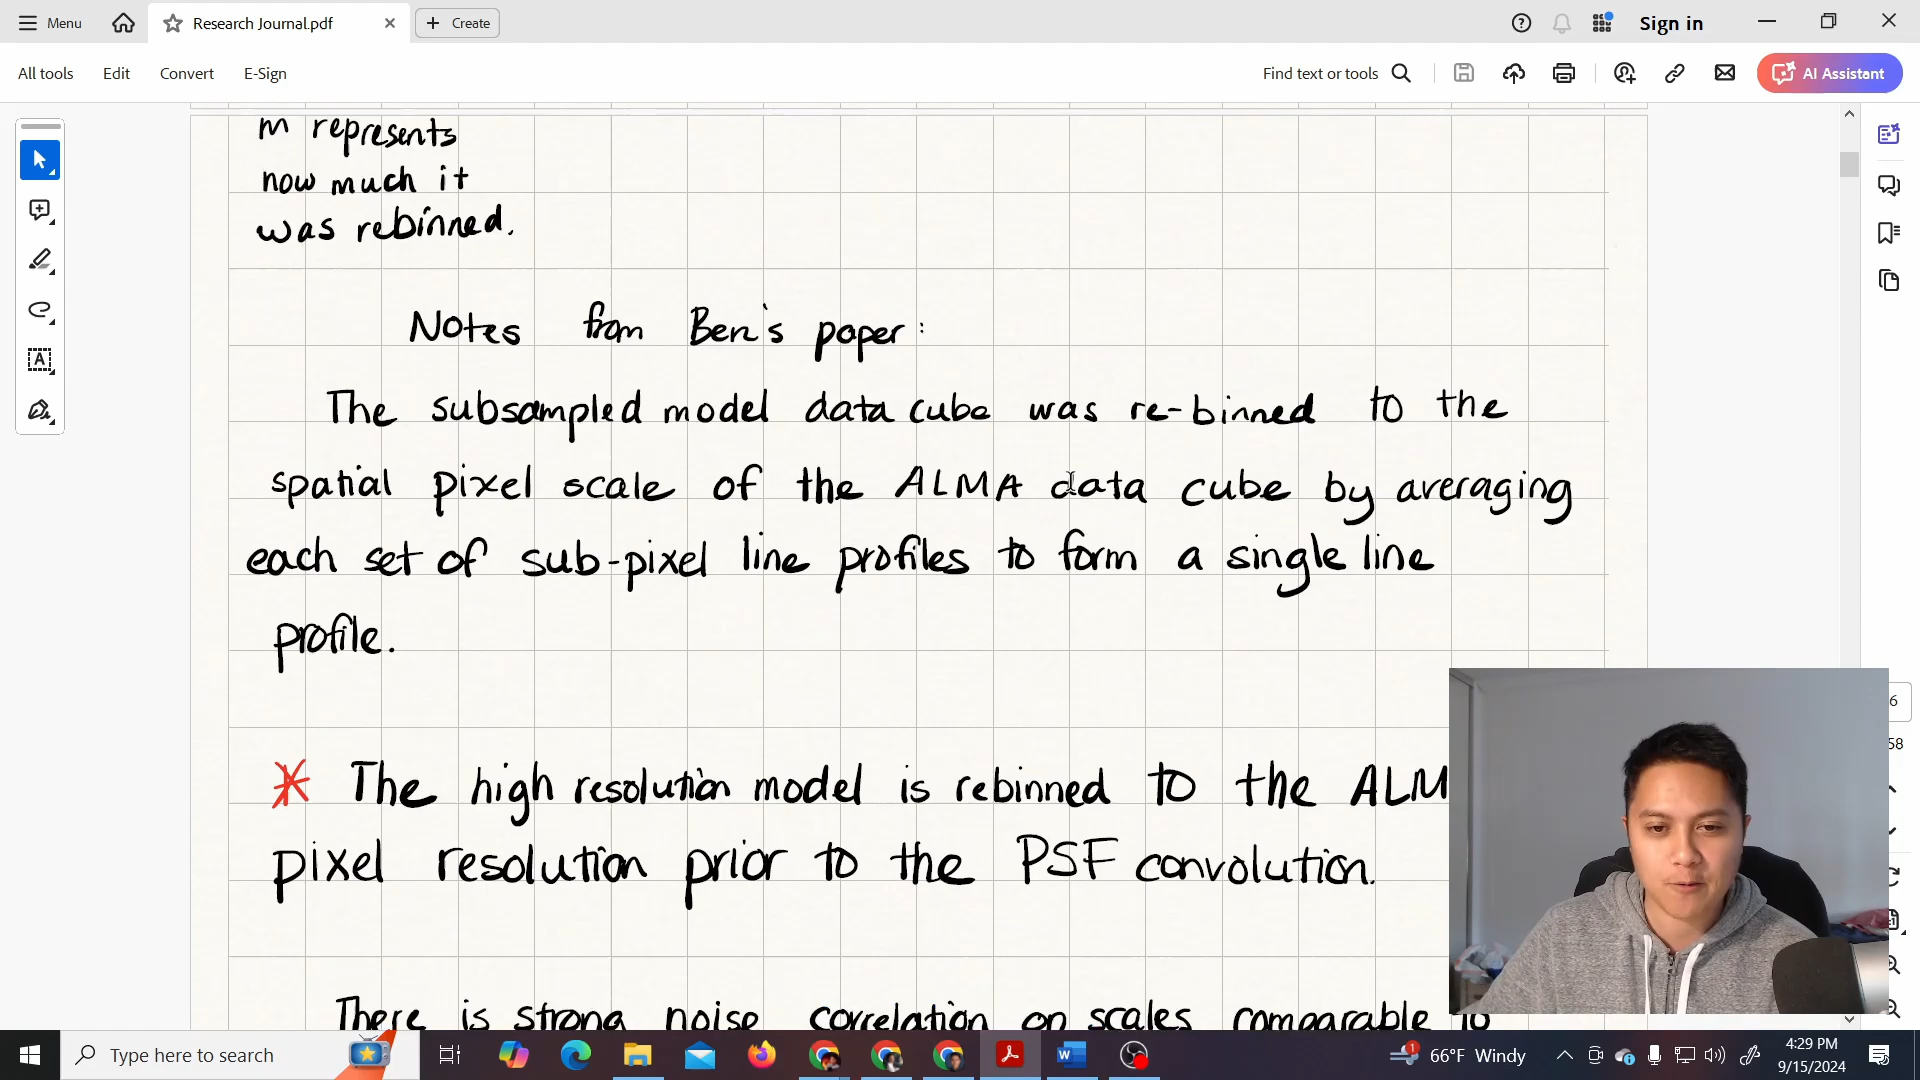 Menu
Research Journal.pdf
Create
Sign in
All tools
Edit
Convert
E-Sign
Find text or tools
AI Assistant
m represents
how much it
was rebinned.
Notes from Ben's paper:
The subsampled model data cube was re-binned to the
spatial pixel scale of the ALMA data cube by averaging
each set of sub-pixel line profiles to form a single line
profile.
* The high resolution model is rebinned to the ALM
pixel resolution prior to the PSF convolution.
There is strong noise correlation on scales comparable to
6
58
Type here to search
1
66°F Windy
4:29 PM
9/15/2024